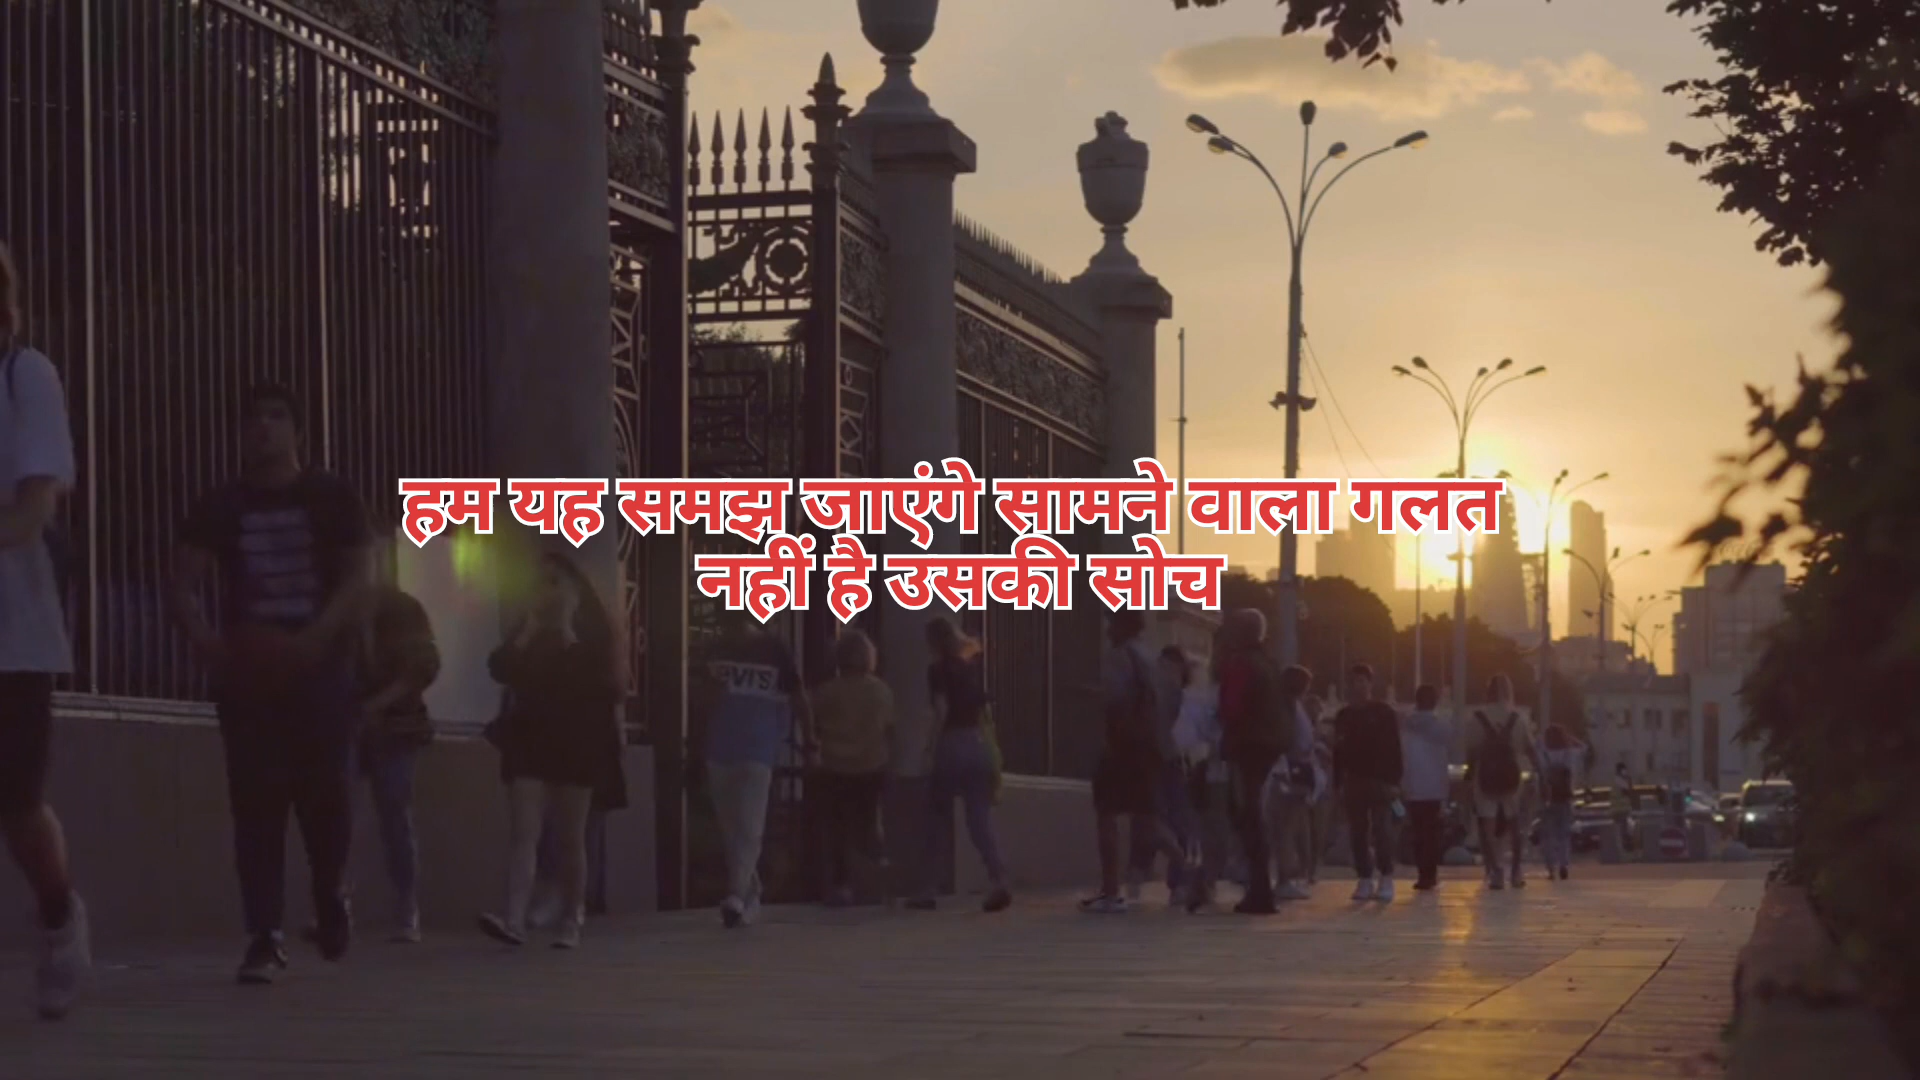 हम यह समझ जाएंगे सामने वाला गलत
नहीं है उसकी सोच